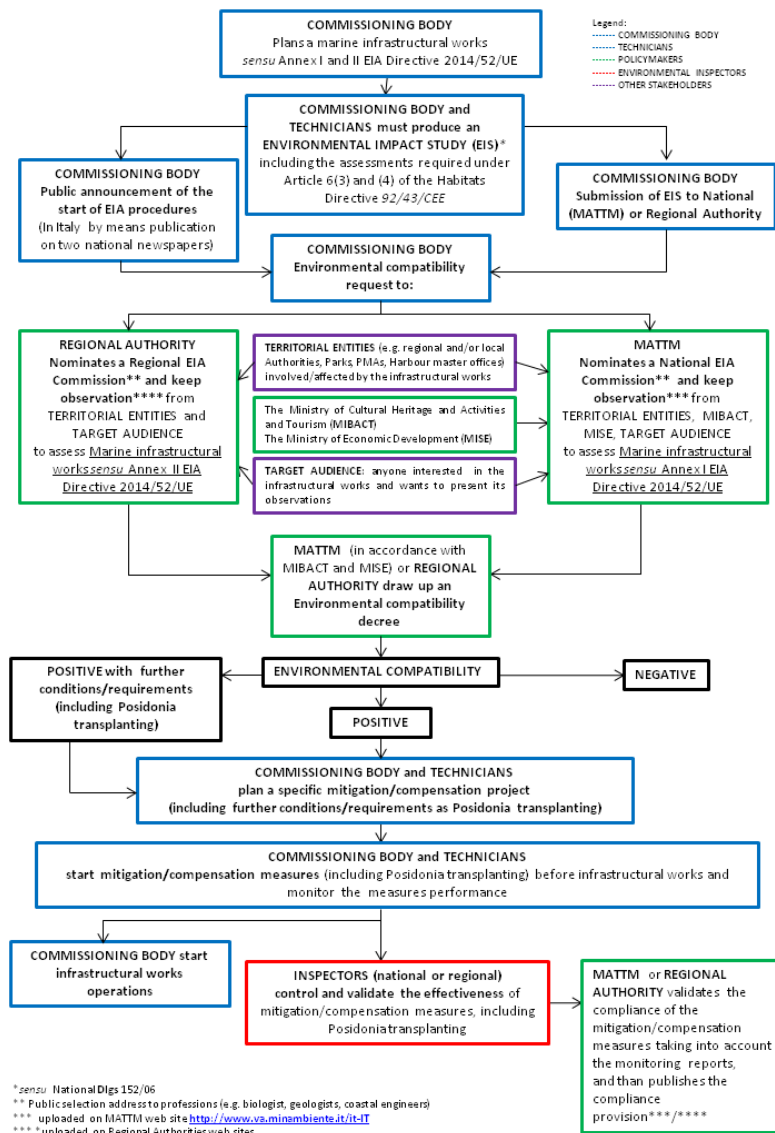 COMMISSIONING BODY
Plans a marine infrastructural works
sensu Annex I and II EIA Directive 2014/52/UE
Legend:
COMMISSIONING BODY
TECHNICIANS
POLICYMAKERS
ENVIRONMENTAL INSPECTORS
OTHER STAKEHOLDERS
COMMISSIONING BODY and
TECHNICIANS must produce an
ENVIRONMENTAL IMPACT STUDY (EIS)*
including the assessments required under
Article 6(3) and (4) of the Habitats
Directive 92/43/CEE
COMMISSIONING BODY
Public announcement of the
start of EIA procedures
(In Italy by means publication
on two national newspapers)
COMMISSIONING BODY
Submission of EIS to National
(MATTM) or Regional Authority
COMMISSIONING BODY
Environmental compatibility
request to:
REGIONAL AUTHORITY
Nominates a Regional EIA
Commission** and keep
observation**** from
TERRITORIAL ENTITIES and
TARGET AUDIENCE
to assess Marine infrastructural
works sensu Annex II EIA
Directive 2014/52/UE
TERRITORIAL ENTITIES (e.g. regional and/or local
Authorities, Parks, PMAs, Harbour master offices)
involved/affected by the infrastructural works
The Ministry of Cultural Heritage and Activities
and Tourism (MIBACT)
The Ministry of Economic Development (MISE)
TARGET AUDIENCE: anyone interested in the
infrastructural works and wants to present its
observations
MATTM
Nominates a National EIA
Commission** and keep
observation*** from
TERRITORIAL ENTITIES, MIBACT,
MISE, TARGET AUDIENCE
to assess Marine infrastructural
works sensu Annex I EIA
Directive 2014/52/UE
MATTM (in accordance with
MIBACT and MISE) or REGIONAL
AUTHORITY draw up an
Environmental compatibility
decree
POSITIVE with further
conditions/requirements
(including Posidonia
transplanting)
ENVIRONMENTAL COMPATIBILITY
NEGATIVE
POSITIVE
COMMISSIONING BODY and TECHNICIANS
plan a specific mitigation/compensation project
(including further conditions/requirements as Posidonia transplanting)
COMMISSIONING BODY and TECHNICIANS
start mitigation/compensation measures (including Posidonia transplanting) before infrastructural works and
monitor the measures performance
COMMISSIONING BODY start
infrastructural works
operations
INSPECTORS (national or regional)
control and validate the effectiveness of
mitigation/compensation measures, including
Posidonia transplanting
MATTM or REGIONAL
AUTHORITY validates the
compliance of the
mitigation/compensation
measures taking into account
the monitoring reports,
and than publishes the
compliance
provision***/****
* sensu National Dlgs 152/06
** Public selection address to professions (e.g. biologist, geologists, coastal engineers)
*** uploaded on MATTM web site http://www.va.minambiente.it/it-IT
**** uploaded on Regional Authorities web sites